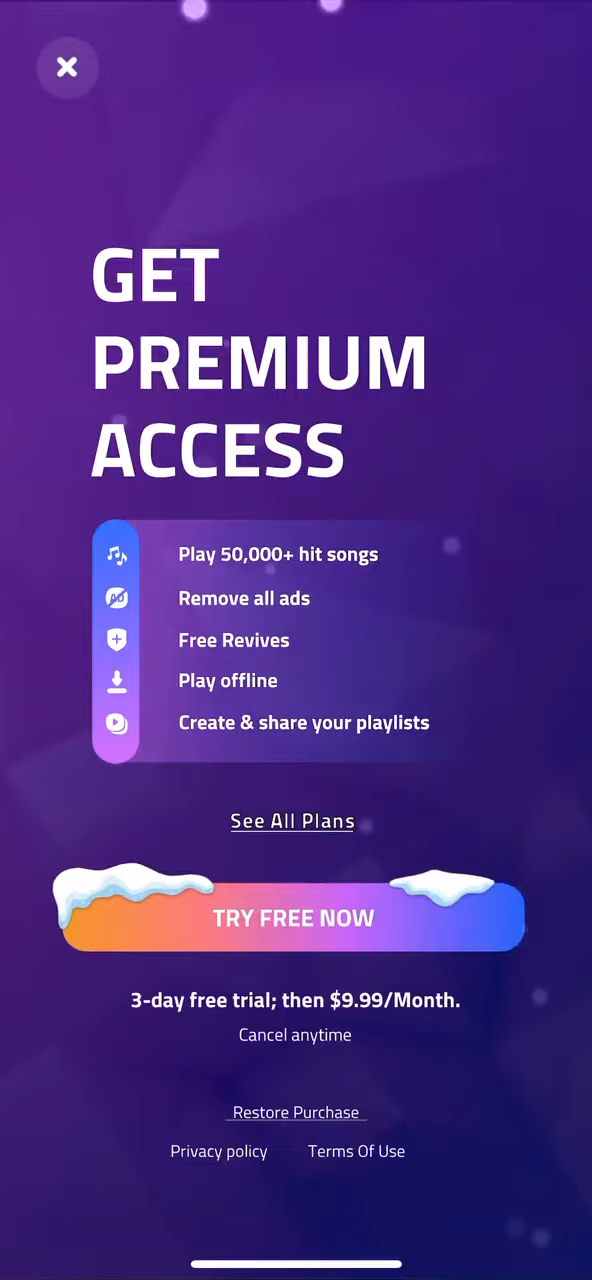 GET
PREMIUM
ACCESS
Play 50,000+ hit songs
AD
Remove all ads
Free Revives
Play offline
Create & share your playlists
See All Plans
TRY FREE NOW
3-day free trial; then $9.99/Month.
Cancel anytime
Restore Purchase
Privacy policy Terms Of Use